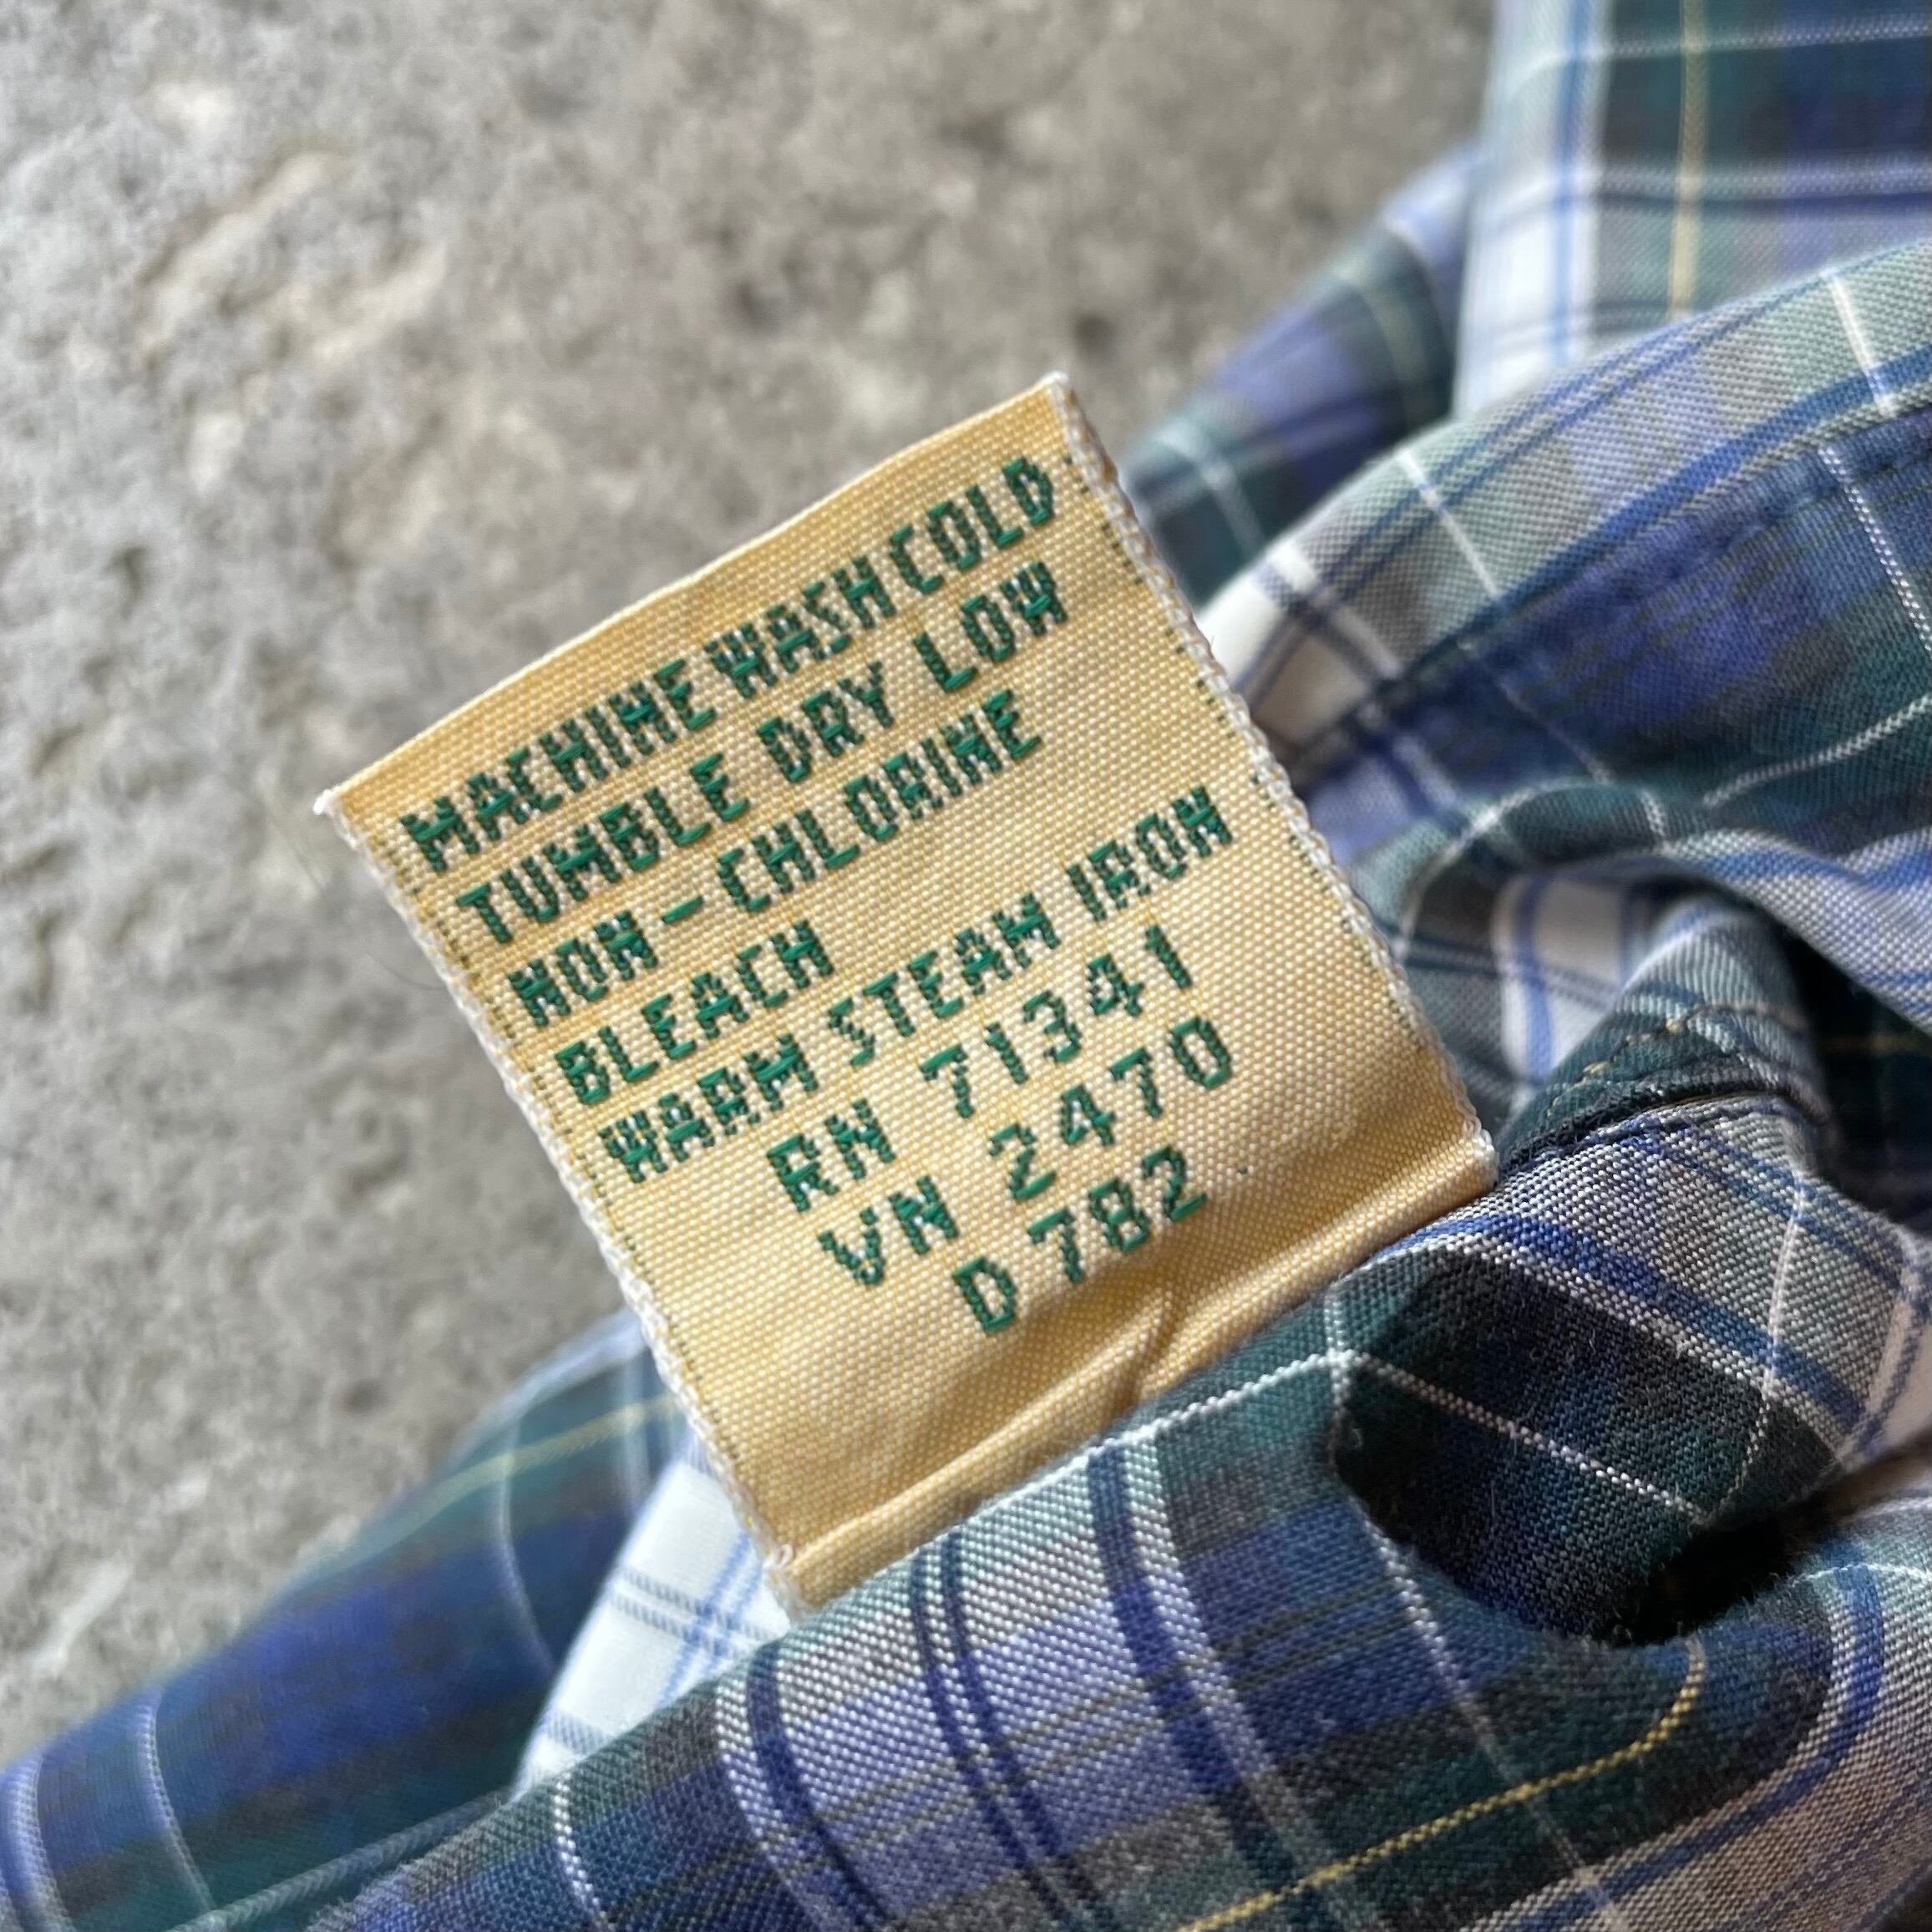 MACHINE WASH COLD
TUMBLE DRY LOW
NON-CHLORINE
BLEACH
WARM STEAM IRON
RN 71341
VN 2470
D 782